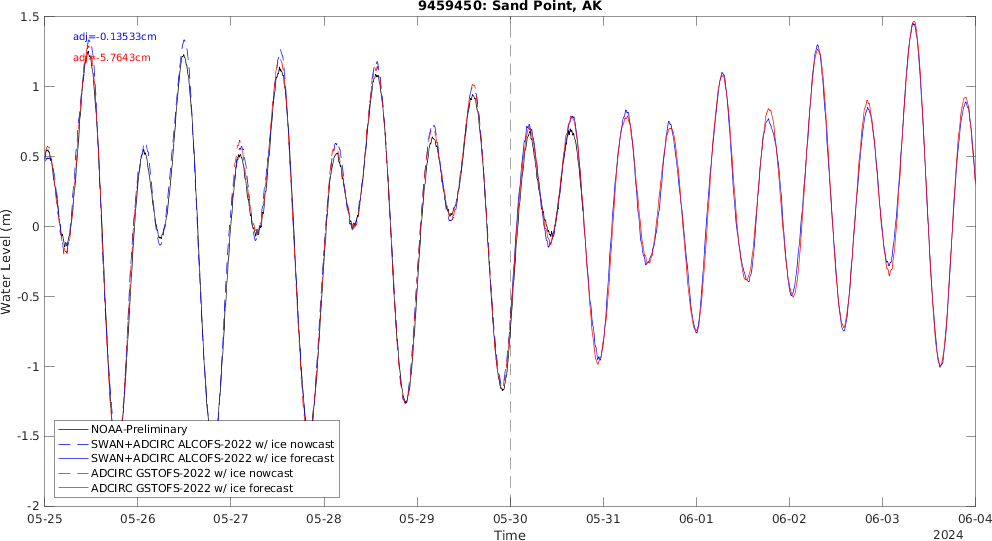 9459450: Sand Point, AK
adj=-0.13533cm
adj=-5.7643cm
1.5
1
0.5
0
-0.5
-1
-1.5
-2
Water Level (m)
NOAA-Preliminary
SWAN+ADCIRC ALCOFS-2022 w/ ice nowcast
SWAN+ADCIRC ALCOFS-2022 w/ ice forecast
ADCIRC GSTOFS-2022 w/ ice nowcast
ADCIRC GSTOFS-2022 w/ ice forecast
05-25 05-26 05-27 05-28 05-29 05-30 05-31 06-01 06-02 06-03 06-04
Time
2024